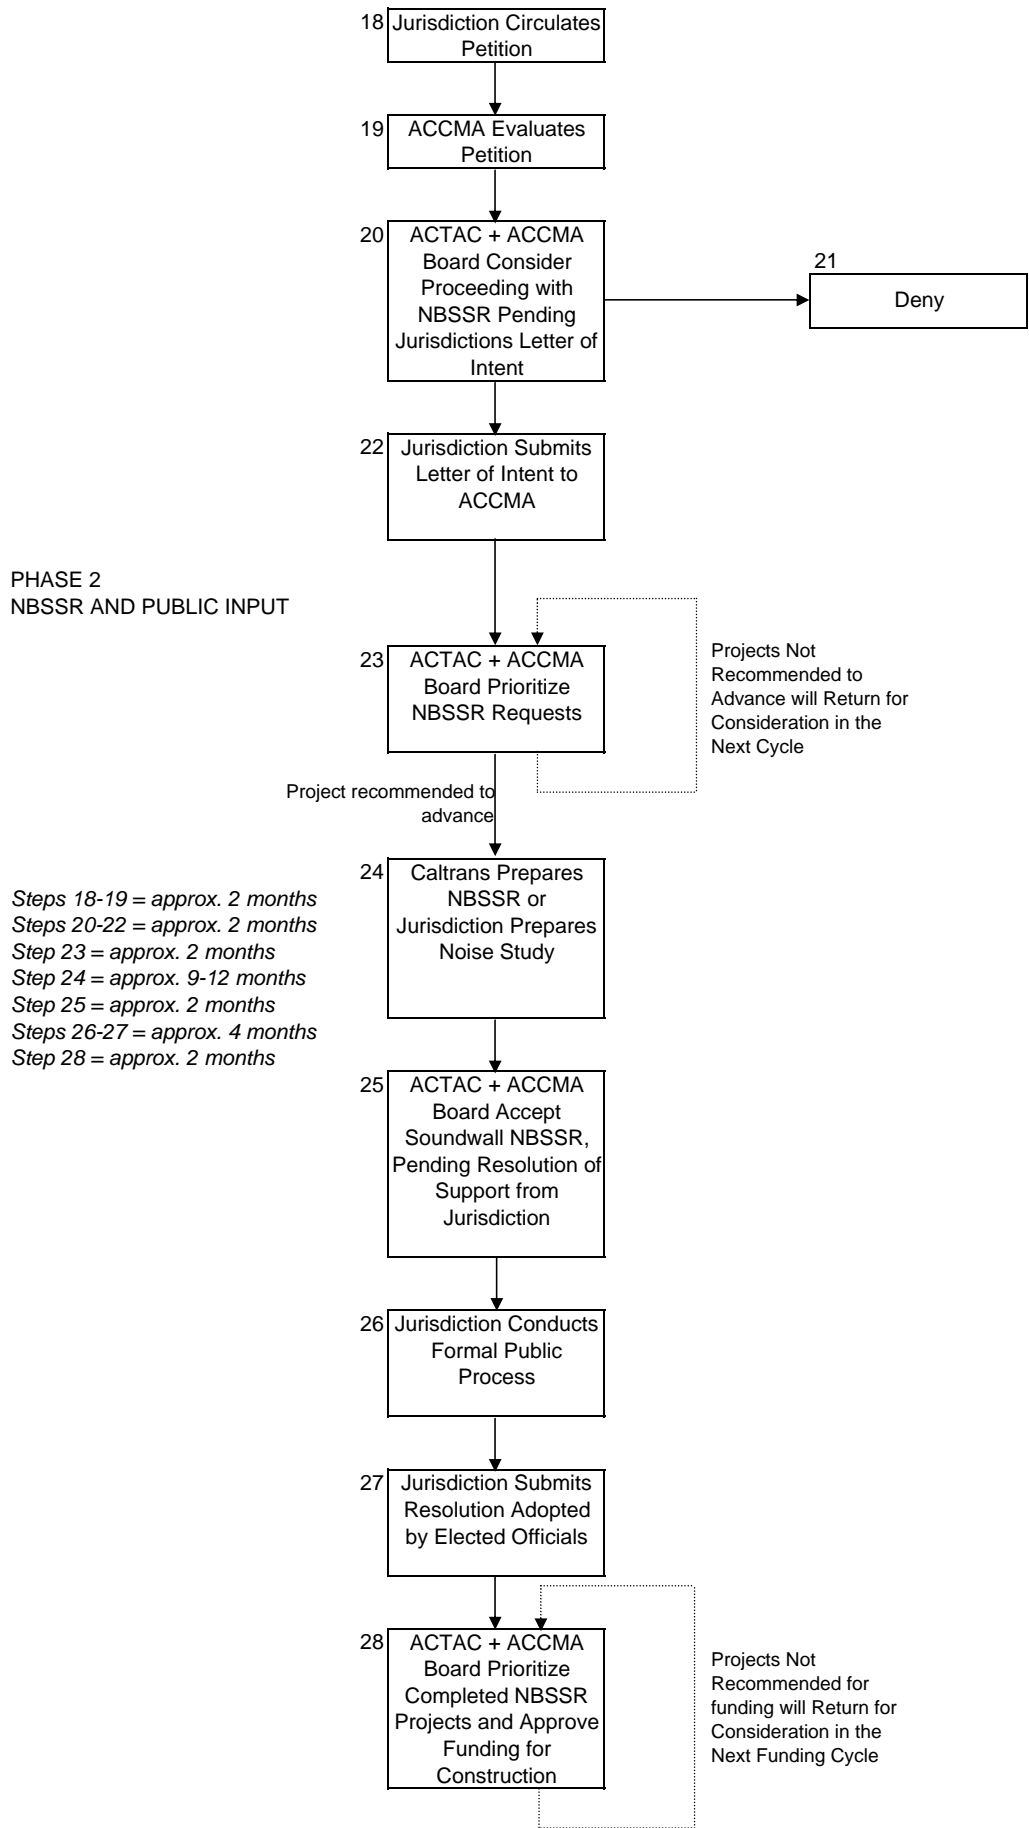 18
Jurisdiction Circulates
Petition
19
ACCMA Evaluates
Petition
20
ACTAC + ACCMA
Board Consider
Proceeding with
NBSSR Pending
Jurisdictions Letter of
Intent
21
Deny
22
Jurisdiction Submits
Letter of Intent to
ACCMA
PHASE 2
NBSSR AND PUBLIC INPUT
23
ACTAC + ACCMA
Board Prioritize
NBSSR Requests
Projects Not
Recommended to
Advance will Return for
Consideration in the
Next Cycle
Project recommended to
advance
24
Caltrans Prepares
NBSSR or
Jurisdiction Prepares
Noise Study
Steps 18-19 = approx. 2 months
Steps 20-22 = approx. 2 months
Step 23 = approx. 2 months
Step 24 = approx. 9-12 months
Step 25 = approx. 2 months
Steps 26-27 = approx. 4 months
Step 28 = approx. 2 months
25
ACTAC + ACCMA
Board Accept
Soundwall NBSSR,
Pending Resolution of
Support from
Jurisdiction
26
Jurisdiction Conducts
Formal Public
Process
27
Jurisdiction Submits
Resolution Adopted
by Elected Officials
28
ACTAC + ACCMA
Board Prioritize
Completed NBSSR
Projects and Approve
Funding for
Construction
Projects Not
Recommended for
funding will Return for
Consideration in the
Next Funding Cycle